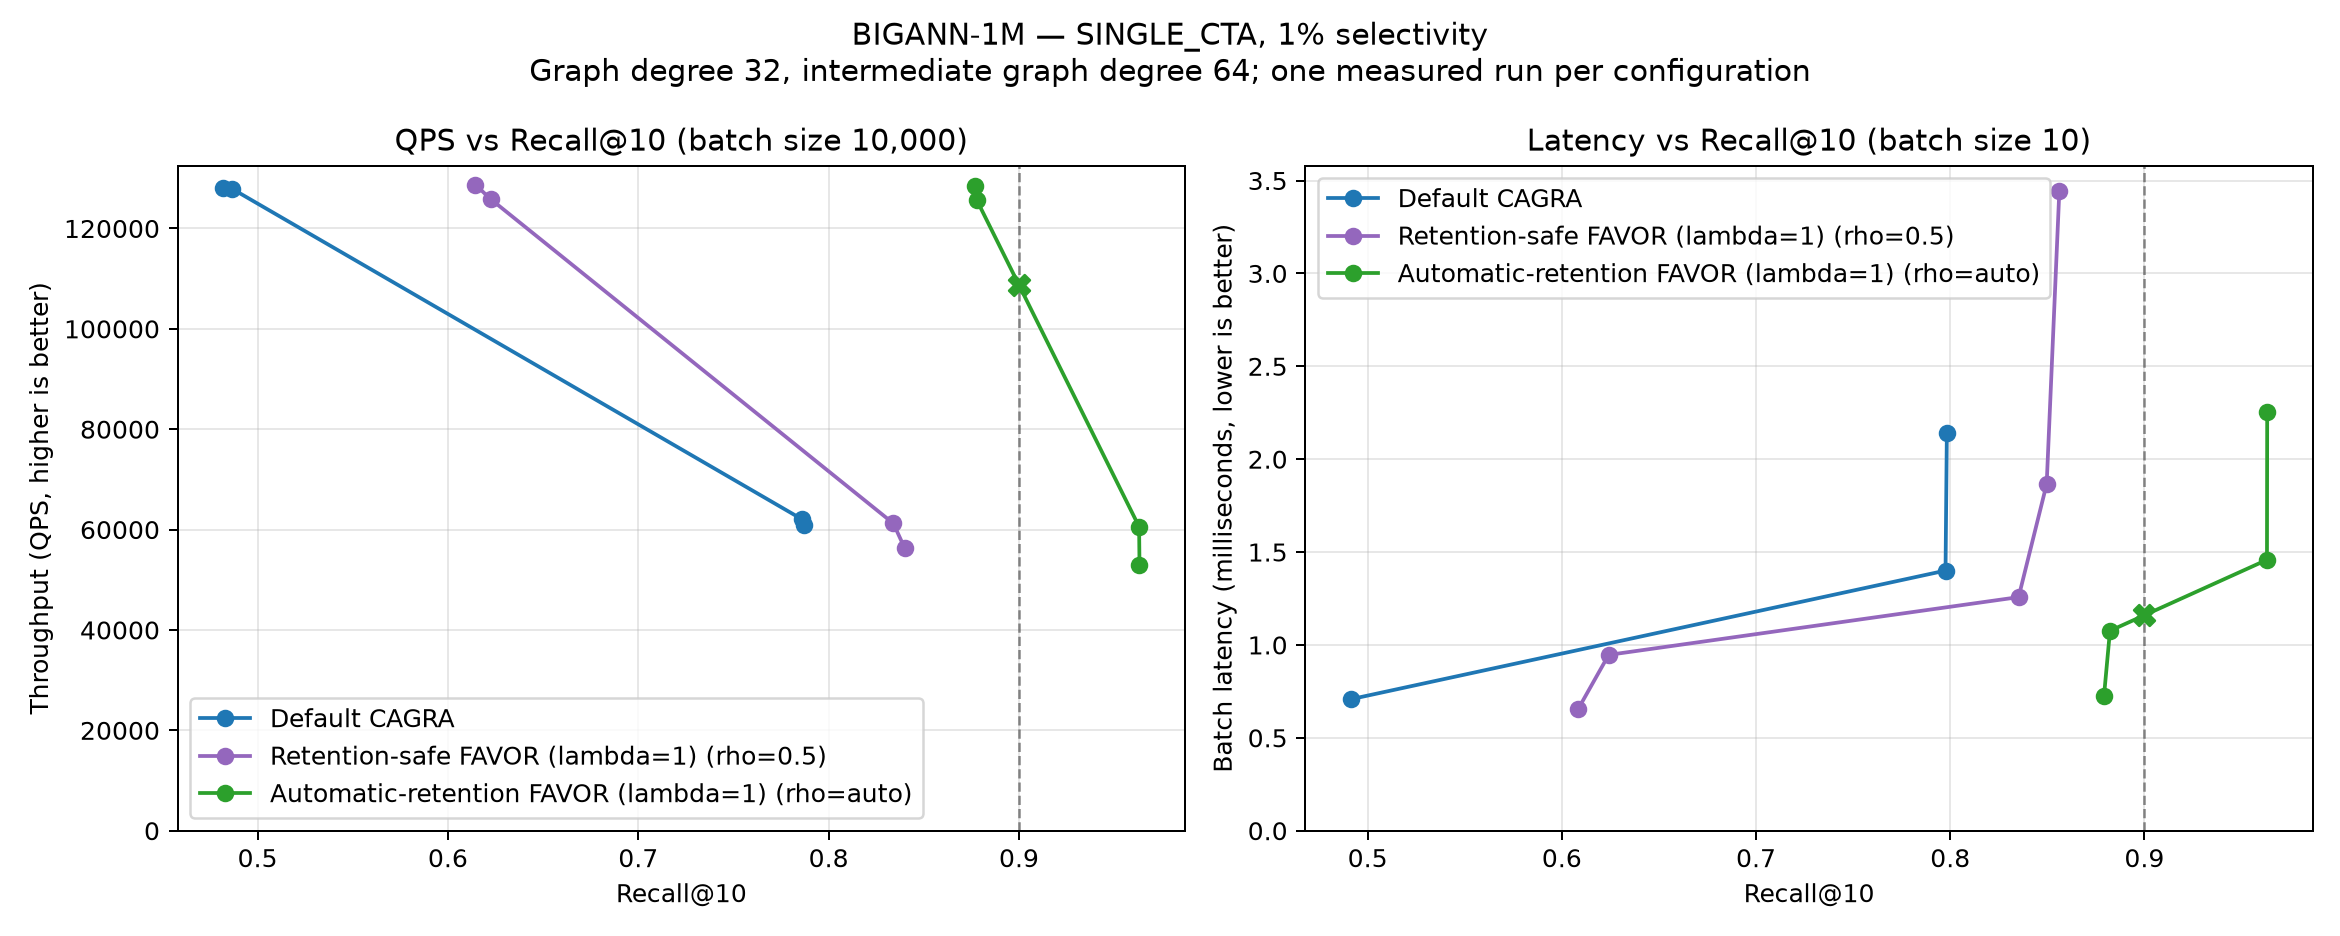 BIGANN-1M — SINGLE_CTA, 1% selectivity
Graph degree 32, intermediate graph degree 64; one measured run per configuration
QPS vs Recall@10 (batch size 10,000)
Throughput (QPS, higher is better)
120000
100000
80000
60000
40000
20000
0
Default CAGRA
Retention-safe FAVOR (lambda=1) (rho=0.5)
Automatic-retention FAVOR (lambda=1) (rho=auto)
0.5 0.6 0.7 0.8 0.9
Recall@10
Latency vs Recall@10 (batch size 10)
Batch latency (milliseconds, lower is better)
3.5
3.0
2.5
2.0
1.5
1.0
0.5
0.0
Default CAGRA
Retention-safe FAVOR (lambda=1) (rho=0.5)
Automatic-retention FAVOR (lambda=1) (rho=auto)
0.5 0.6 0.7 0.8 0.9
Recall@10